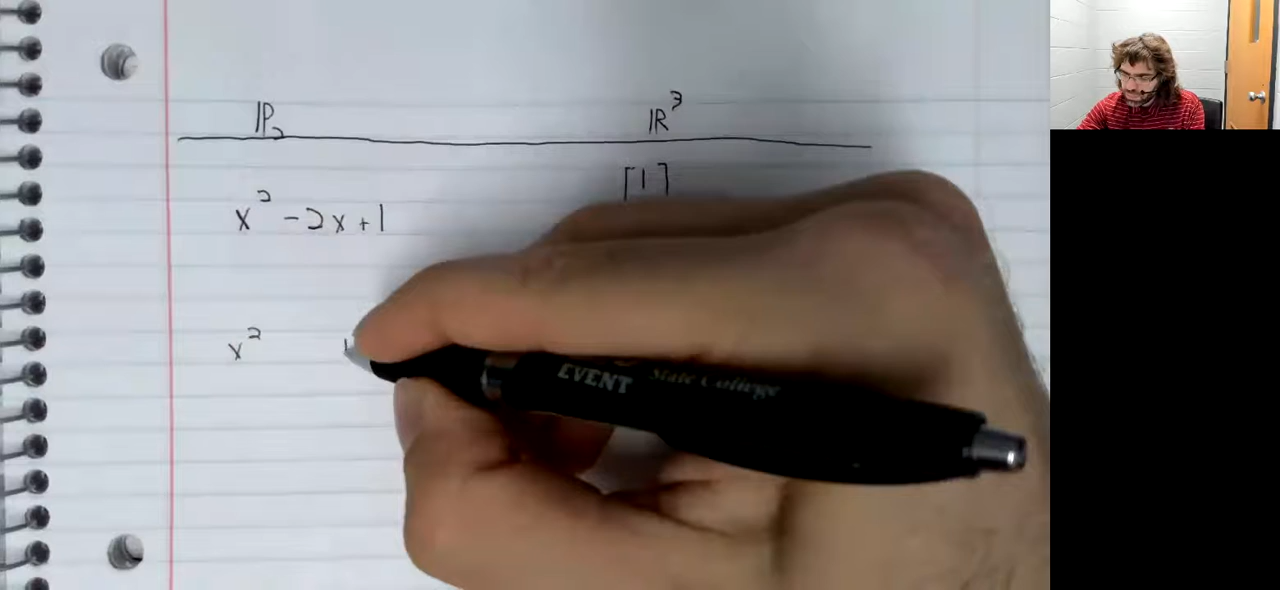 ℙ₂ ℝ³
x² - 2x + 1 [1]
x²
EVENT State College